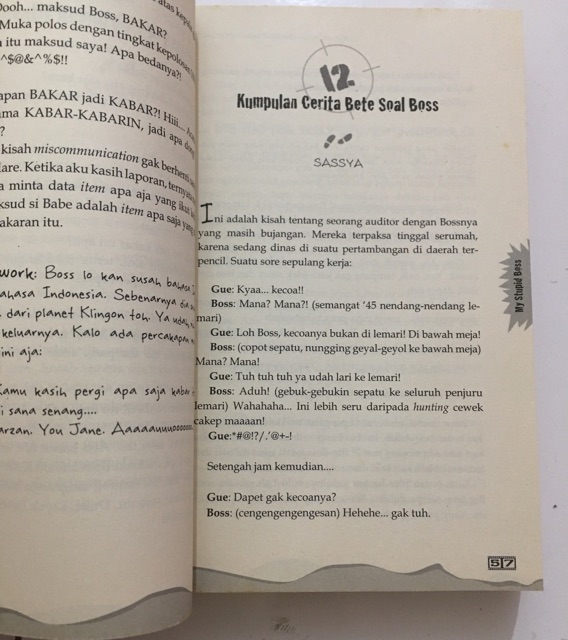 atas
Dooh... maksud Boss, BAKAR?
Muka polos dengan tingkat
itu maksud saya! Apa bedanya?!
^$@&^%$!!
BAKAR jadi KABAR?! Hiii...
KABAR-KABARIN, jadi apa
?
kisah miscommunication gak
Ketika aku kasih laporan,
minta data item apa aja yang
si Babe adalah item apa saja
itu.
work: Boss lo kan susah
Indonesia. Sebenarnya
dari planet Klingon toh. Ya
keluarnya. Kalo ada
ini aja:
Kamu kasih pergi apa saja kabar
sana senang....
You Jane. Aaaaauuuooooooo
12
Kumpulan Cerita Bete Soal Boss
SASSYA
Ini adalah kisah tentang seorang auditor dengan Bossnya
yang masih bujangan. Mereka terpaksa tinggal serumah,
karena sedang dinas di suatu pertambangan di daerah ter-
pencil. Suatu sore sepulang kerja:
Gue: Kyaa... kecoa!!
Boss: Mana? Mana?! (semangat '45 nendang-nendang le-
mari)
Gue: Loh Boss, kecoanya bukan di lemari! Di bawah meja!
Boss: (copot sepatu, nungging geyal-geyol ke bawah meja)
Mana? Mana!
Gue: Tuh tuh tuh ya udah lari ke lemari!
Boss: Aduh! (gebuk-gebukin sepatu ke seluruh penjuru
lemari) Wahahaha... Ini lebih seru daripada hunting cewek
cakep maaaan!
Gue:*#@!?/.'@+-!
Setengah jam kemudian....
Gue: Dapet gak kecoanya?
Boss: (cengengengengesan) Hehehe... gak tuh.
My Stupid Boss
57